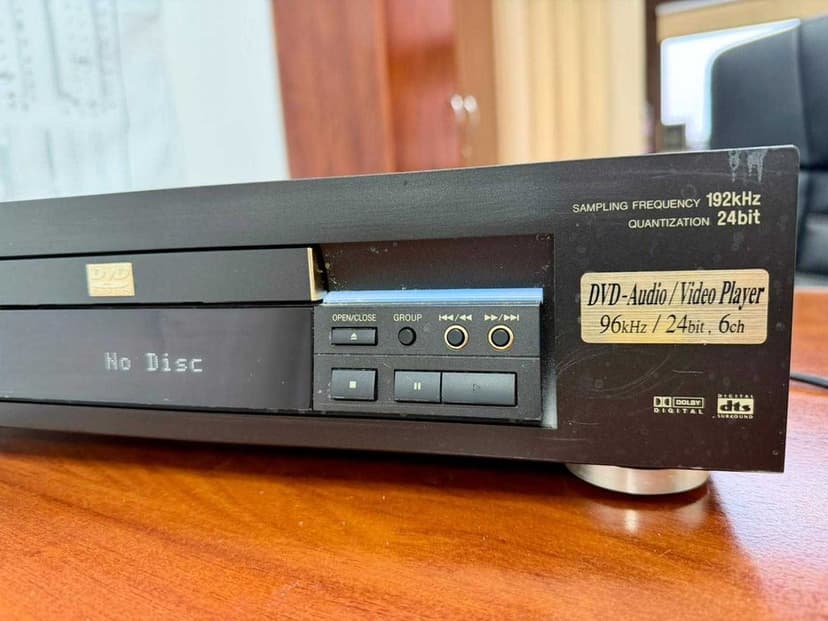 SAMPLING FREQUENCY 192kHz
QUANTIZATION 24bit
DVD
DVD-Audio / Video Player
96kHz / 24bit, 6ch
OPEN/CLOSE GROUP
No Disc
DOLBY
DIGITAL
DIGITAL
dts
SURROUND